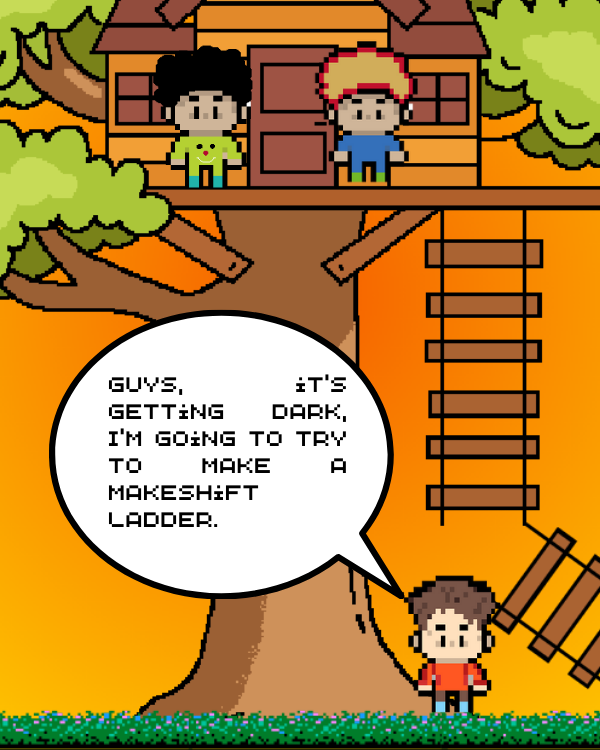 GUYS, iT'S
GETTiNG DARK,
I'M GOiNG TO TRY
TO MAKE A
MAKESHiFT
LADDER.